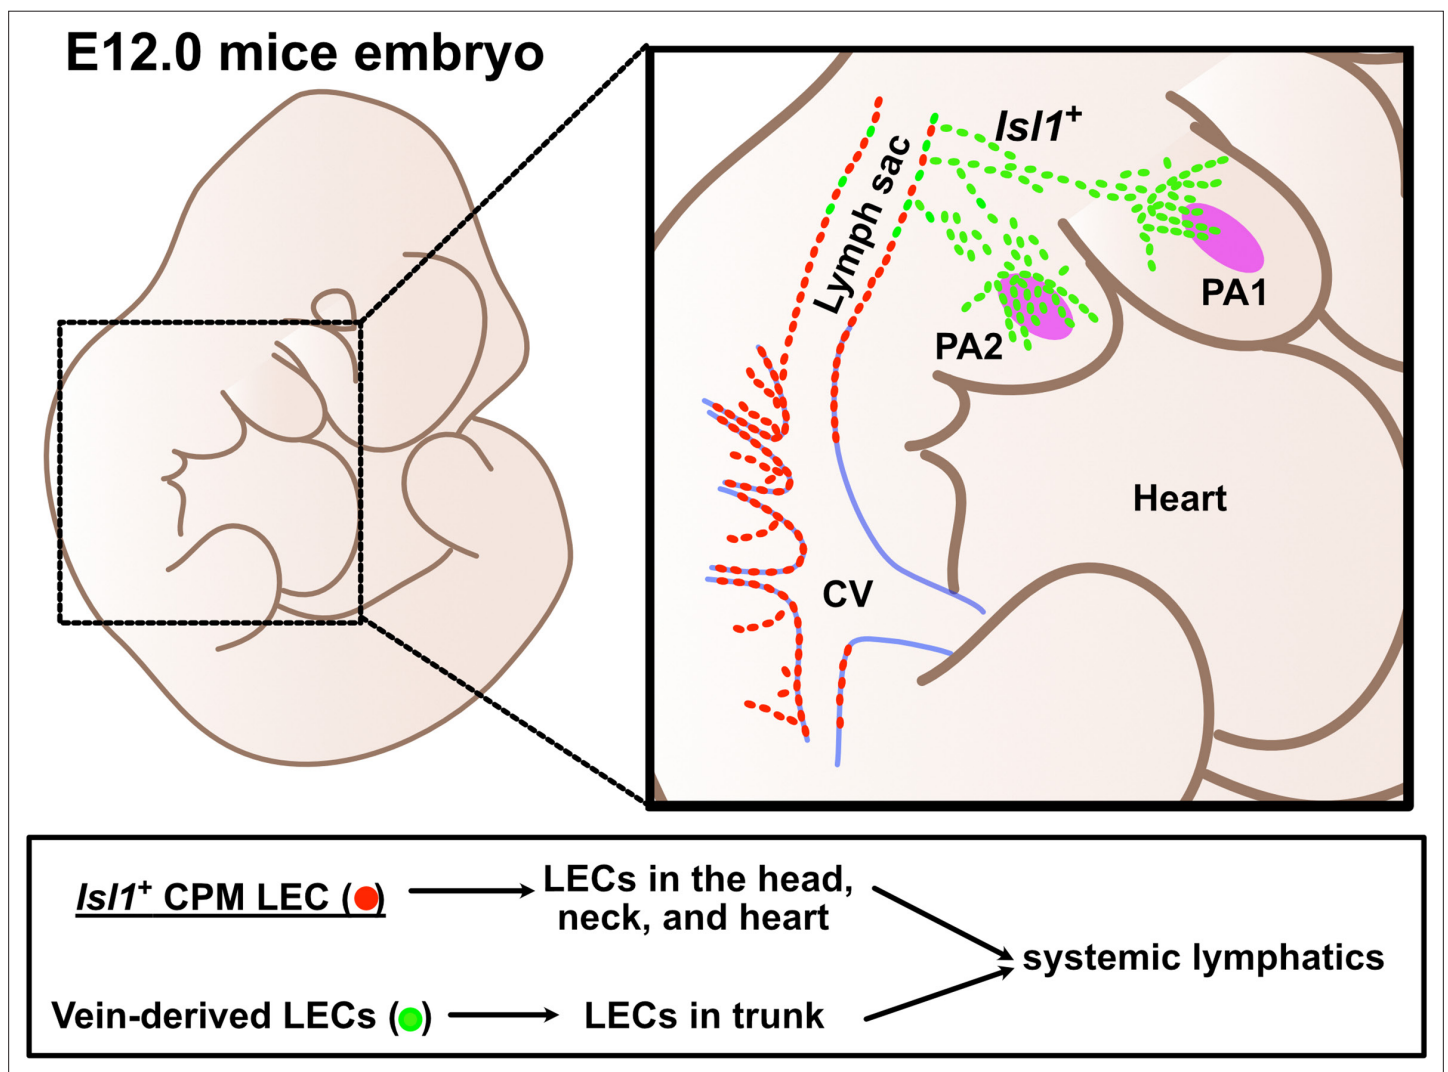 E12.0 mice embryo
Isl1+
Lymph sac
PA1
PA2
Heart
CV
Isl1+ CPM LEC ( )
LECs in the head,
neck, and heart
systemic lymphatics
Vein-derived LECs ( )
LECs in trunk